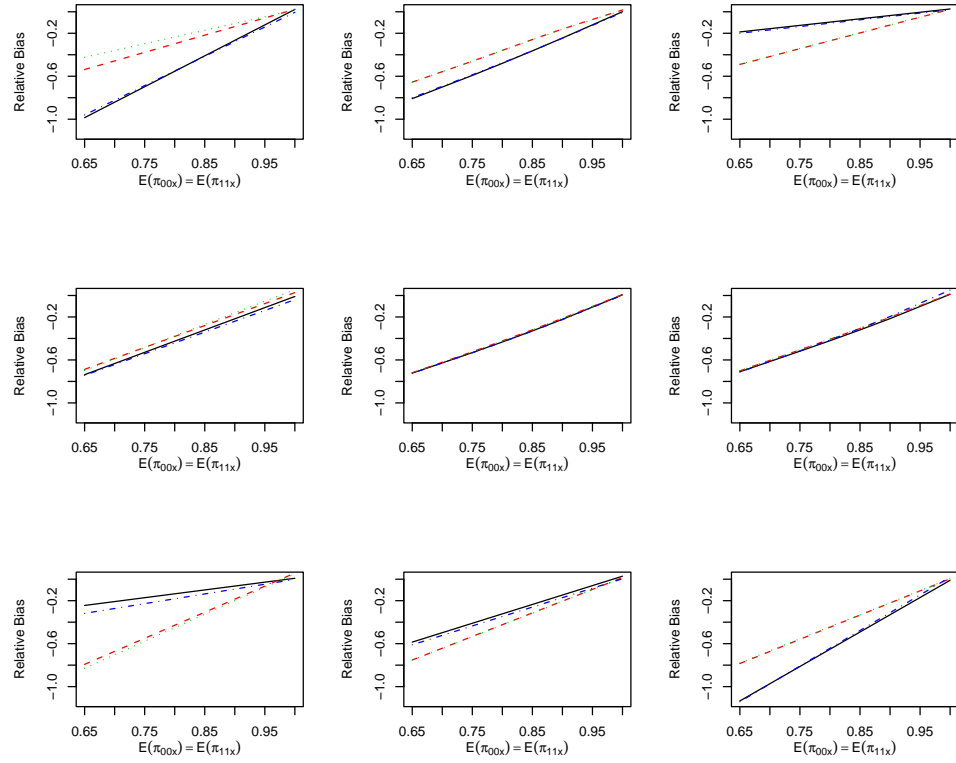 Relative Bias
−0.2
−0.6
−1.0
0.65 0.75 0.85 0.95
E(π00x) = E(π11x)
Relative Bias
−0.2
−0.6
−1.0
0.65 0.75 0.85 0.95
E(π00x) = E(π11x)
Relative Bias
−0.2
−0.6
−1.0
0.65 0.75 0.85 0.95
E(π00x) = E(π11x)
Relative Bias
−0.2
−0.6
−1.0
0.65 0.75 0.85 0.95
E(π00x) = E(π11x)
Relative Bias
−0.2
−0.6
−1.0
0.65 0.75 0.85 0.95
E(π00x) = E(π11x)
Relative Bias
−0.2
−0.6
−1.0
0.65 0.75 0.85 0.95
E(π00x) = E(π11x)
Relative Bias
−0.2
−0.6
−1.0
0.65 0.75 0.85 0.95
E(π00x) = E(π11x)
Relative Bias
−0.2
−0.6
−1.0
0.65 0.75 0.85 0.95
E(π00x) = E(π11x)
Relative Bias
−0.2
−0.6
−1.0
0.65 0.75 0.85 0.95
E(π00x) = E(π11x)